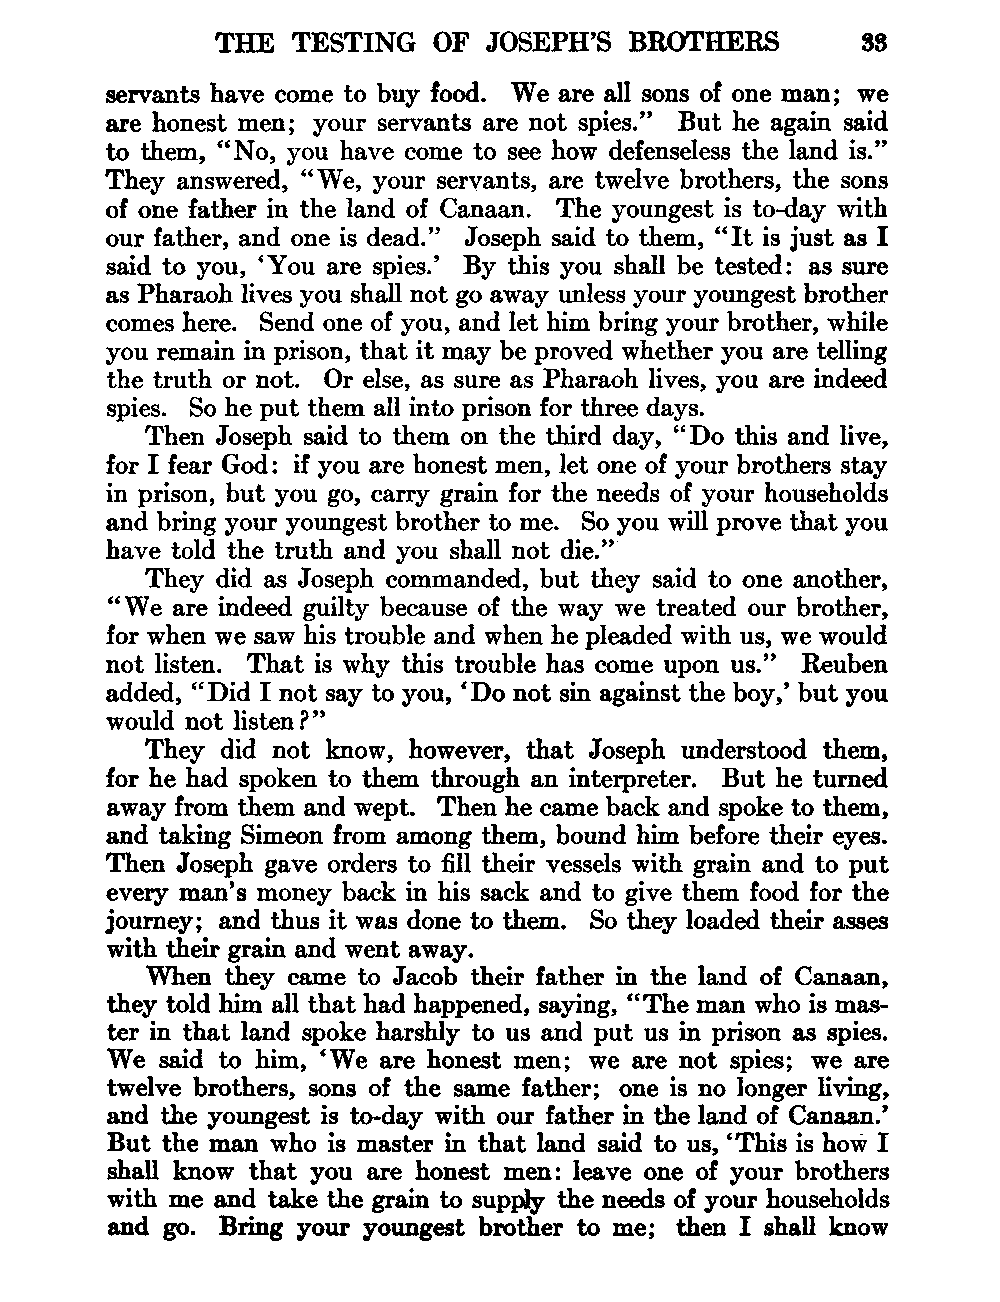 THE TESTING OF JOSEPH'S BROTHERS 33
servants have come to buy food. We are all sons of one man; we
are honest men; your servants are not spies.” But he again said
to them, “No, you have come to see how defenseless the land is.”
They answered, “We, your servants, are twelve brothers, the sons
of one father in the land of Canaan. The youngest is to-day with
our father, and one is dead.” Joseph said to them, “It is just as I
said to you, ‘You are spies.’ By this you shall be tested: as sure
as Pharaoh lives you shall not go away unless your youngest brother
comes here. Send one of you, and let him bring your brother, while
you remain in prison, that it may be proved whether you are telling
the truth or not. Or else, as sure as Pharaoh lives, you are indeed
spies. So he put them all into prison for three days.
Then Joseph said to them on the third day, “Do this and live,
for I fear God: if you are honest men, let one of your brothers stay
in prison, but you go, carry grain for the needs of your households
and bring your youngest brother to me. So you will prove that you
have told the truth and you shall not die.”
They did as Joseph commanded, but they said to one another,
“We are indeed guilty because of the way we treated our brother,
for when we saw his trouble and when he pleaded with us, we would
not listen. That is why this trouble has come upon us.” Reuben
added, “Did I not say to you, ‘Do not sin against the boy,’ but you
would not listen?”
They did not know, however, that Joseph understood them,
for he had spoken to them through an interpreter. But he turned
away from them and wept. Then he came back and spoke to them,
and taking Simeon from among them, bound him before their eyes.
Then Joseph gave orders to fill their vessels with grain and to put
every man's money back in his sack and to give them food for the
journey; and thus it was done to them. So they loaded their asses
with their grain and went away.
When they came to Jacob their father in the land of Canaan,
they told him all that had happened, saying, “The man who is mas-
ter in that land spoke harshly to us and put us in prison as spies.
We said to him, ‘We are honest men; we are not spies; we are
twelve brothers, sons of the same father; one is no longer living,
and the youngest is to-day with our father in the land of Canaan.’
But the man who is master in that land said to us, ‘This is how I
shall know that you are honest men: leave one of your brothers
with me and take the grain to supply the needs of your households
and go. Bring your youngest brother to me; then I shall know